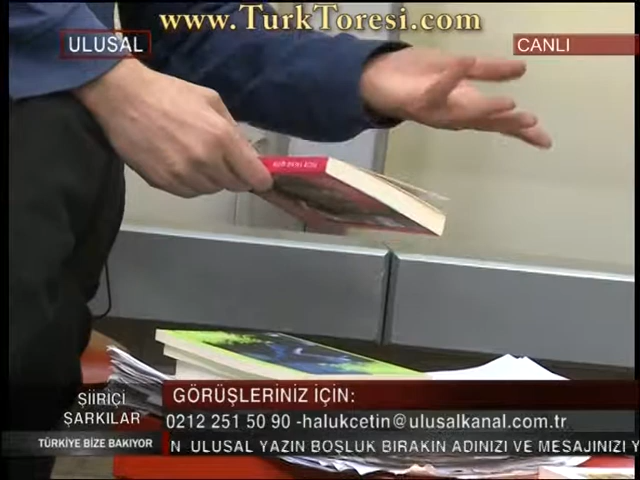 www.TurkToresi.com
ULUSAL
CANLI
GÖRÜŞLERİNİZ İÇİN:
ŞİİRİÇİ
ŞARKILAR
0212 251 50 90 -halukcetin@ulusalkanal.com.tr
TÜRKİYE BİZE BAKIYOR
N ULUSAL YAZIN BOŞLUK BIRAKIN ADINIZI VE MESAJINIZI Y